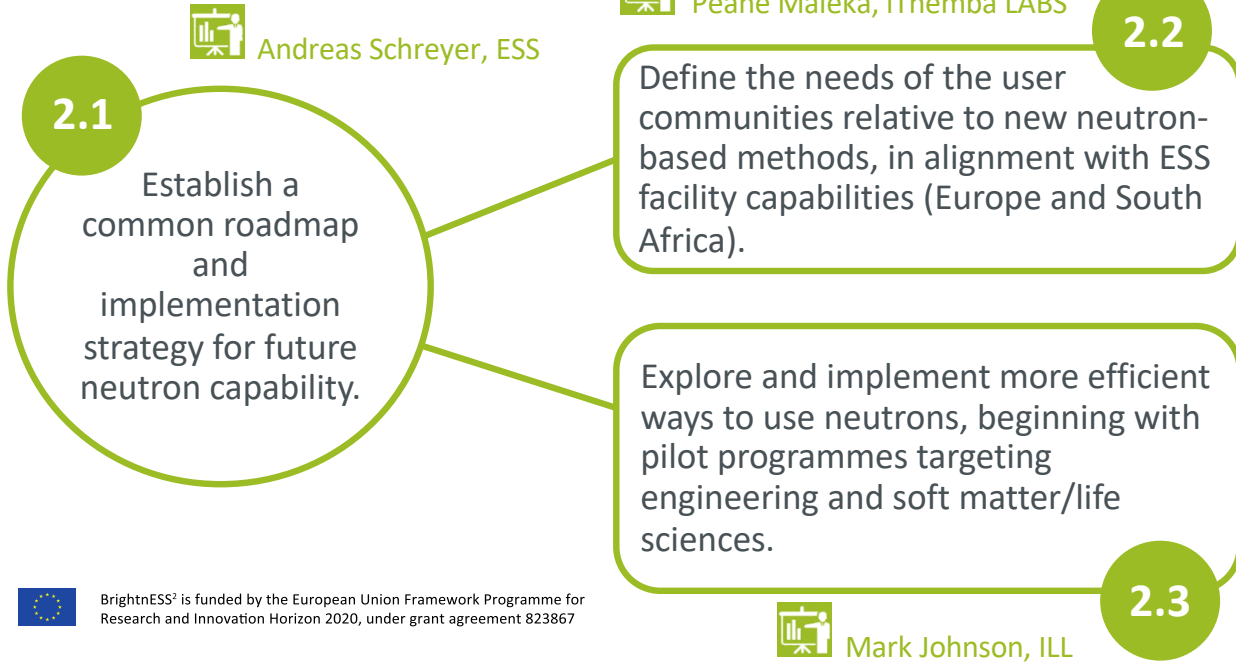 Andreas Schreyer, ESS
2.1
Establish a
common roadmap
and
implementation
strategy for future
neutron capability.
Peane Maleka, iThemba LABS
2.2
Define the needs of the user
communities relative to new neutron-
based methods, in alignment with ESS
facility capabilities (Europe and South
Africa).
Explore and implement more efficient
ways to use neutrons, beginning with
pilot programmes targeting
engineering and soft matter/life
sciences.
2.3
Mark Johnson, ILL
BrightnESS² is funded by the European Union Framework Programme for
Research and Innovation Horizon 2020, under grant agreement 823867